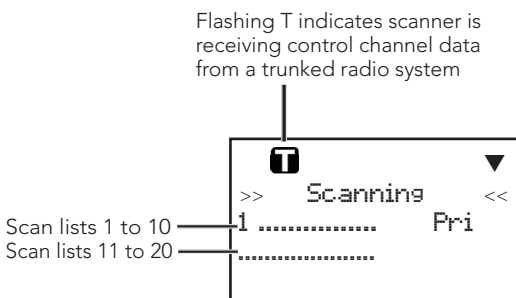 Flashing T indicates scanner is
receiving control channel data
from a trunked radio system
T ▼
>> Scanning <<
Scan lists 1 to 10
1 ................ Pri
Scan lists 11 to 20
...................